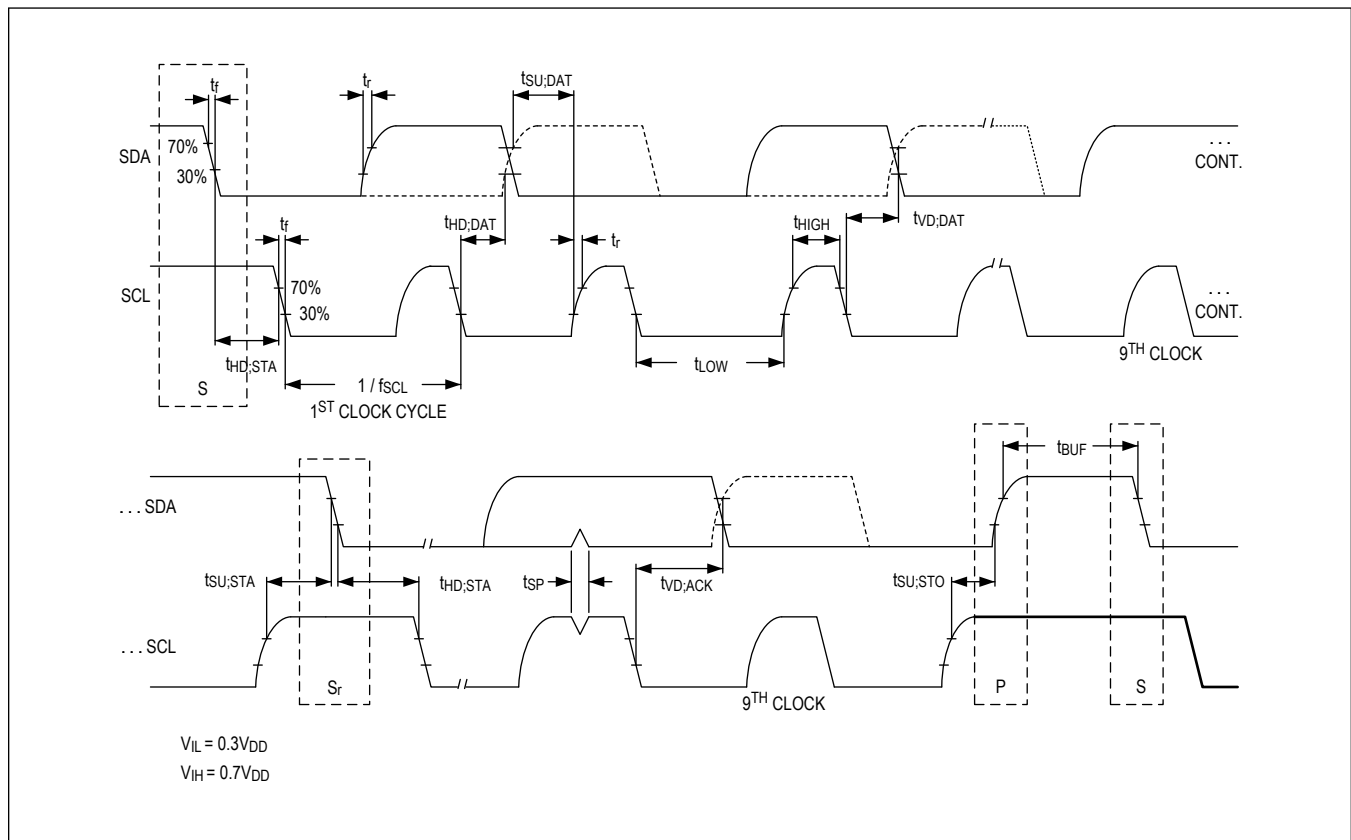 tf
tr
tSU;DAT
70%
SDA
30%
. . .
CONT.
tf
tHD;DAT
tr
tHIGH
tVD;DAT
70%
SCL
30%
. . .
CONT.
tHD;STA
tLOW
9TH CLOCK
S
1 / fSCL
1ST CLOCK CYCLE
tBUF
. . . SDA
tSU;STA
tHD;STA
tSP
tVD;ACK
tSU;STO
. . . SCL
Sr
9TH CLOCK
P
S
VIL = 0.3VDD
VIH = 0.7VDD